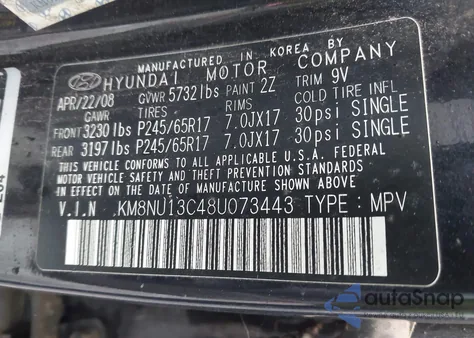 MANUFACTURED IN KOREA BY
HYUNDAI MOTOR COMPANY
APR/22/08 GVWR 5732 lbs PAINT 2Z TRIM 9V
GAWR TIRES RIMS COLD TIRE INFL.
FRONT 3230 lbs P245/65R17 7.0JX17 30psi SINGLE
REAR 3197 lbs P245/65R17 7.0JX17 30psi SINGLE
THIS VEHICLE CONFORMS TO ALL APPLICABLE U.S.A. FEDERAL
MOTOR VEHICLE SAFETY AND BUMPER STANDARDS IN EFFECT ON
THE DATE OF MANUFACTURE SHOWN ABOVE.
V.I.N. KM8NU13C48U073443 TYPE : MPV
autoSnap